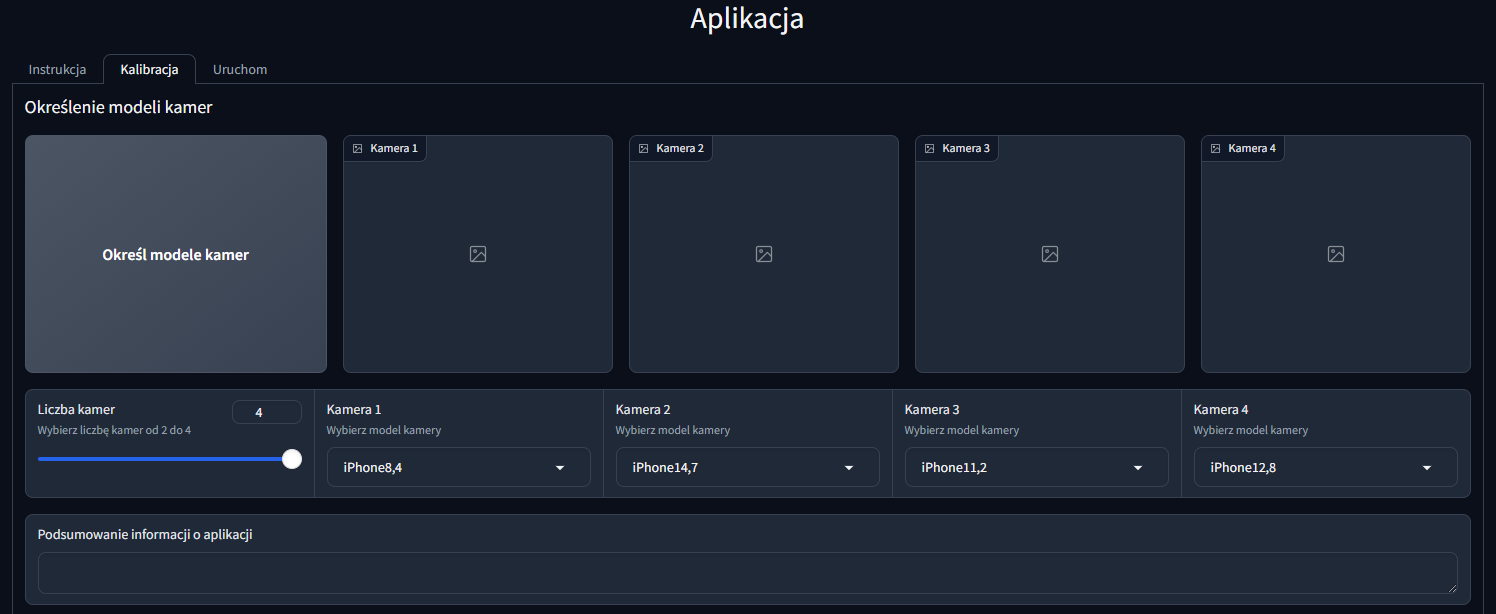 Aplikacja
Instrukcja Kalibracja Uruchom
Określenie modeli kamer
Określ modele kamer
Kamera 1
Kamera 2
Kamera 3
Kamera 4
Liczba kamer 4
Wybierz liczbę kamer od 2 do 4
Kamera 1
Wybierz model kamery
iPhone8,4
Kamera 2
Wybierz model kamery
iPhone14,7
Kamera 3
Wybierz model kamery
iPhone11,2
Kamera 4
Wybierz model kamery
iPhone12,8
Podsumowanie informacji o aplikacji